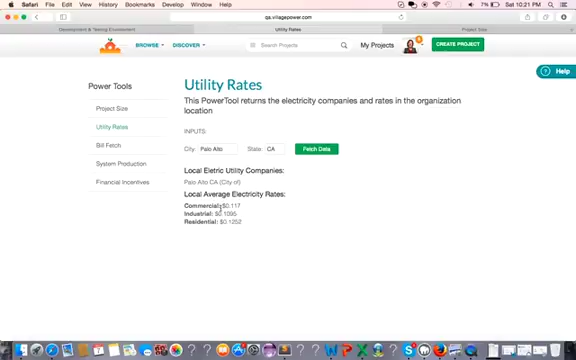 Safari File Edit View History Bookmarks Develop Window Help 7% Sat 10:21 PM
qa.villagepower.com
Development & Testing Environment Utility Rates Project Size
BROWSE DISCOVER Search Projects My Projects CREATE PROJECT
Help
Power Tools
Project Size
Utility Rates
Bill Fetch
System Production
Financial Incentives
Utility Rates
This PowerTool returns the electricity companies and rates in the organization
location
INPUTS:
City Palo Alto State CA Fetch Data
Local Eletric Utility Companies:
Palo Alto CA (City of)
Local Average Electricity Rates:
Commercial: $0.117
Industrial: $0.1095
Residential: $0.1252